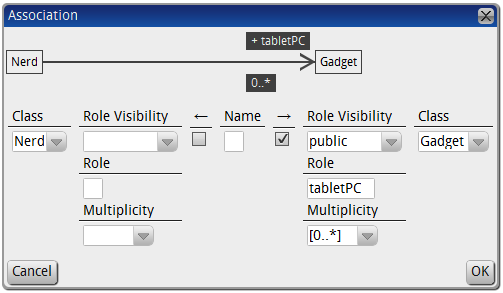 Association
+ tabletPC
Nerd
Gadget
0..*
Class Role Visibility ← Name → Role Visibility Class
Nerd public Gadget
Role Role
tabletPC
Multiplicity Multiplicity
[0..*]
Cancel OK